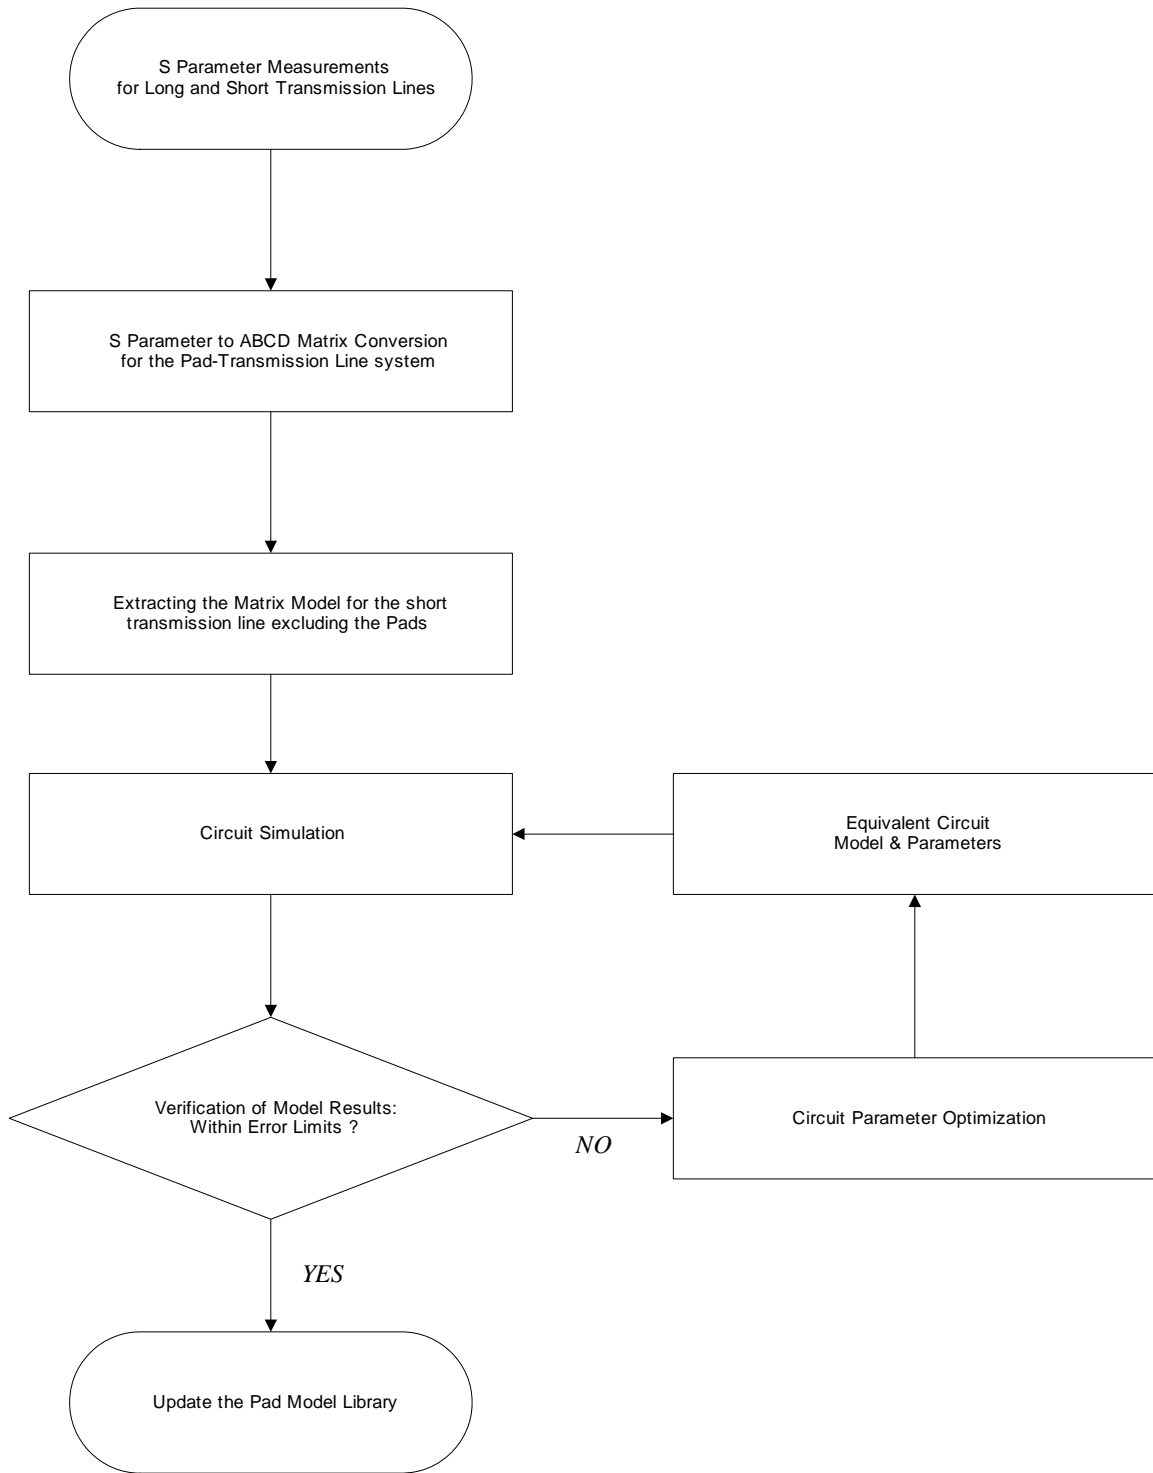 S Parameter Measurements
for Long and Short Transmission Lines
S Parameter to ABCD Matrix Conversion
for the Pad-Transmission Line system
Extracting the Matrix Model for the short
transmission line excluding the Pads
Circuit Simulation
Equivalent Circuit
Model & Parameters
Verification of Model Results:
Within Error Limits ?
NO
Circuit Parameter Optimization
YES
Update the Pad Model Library